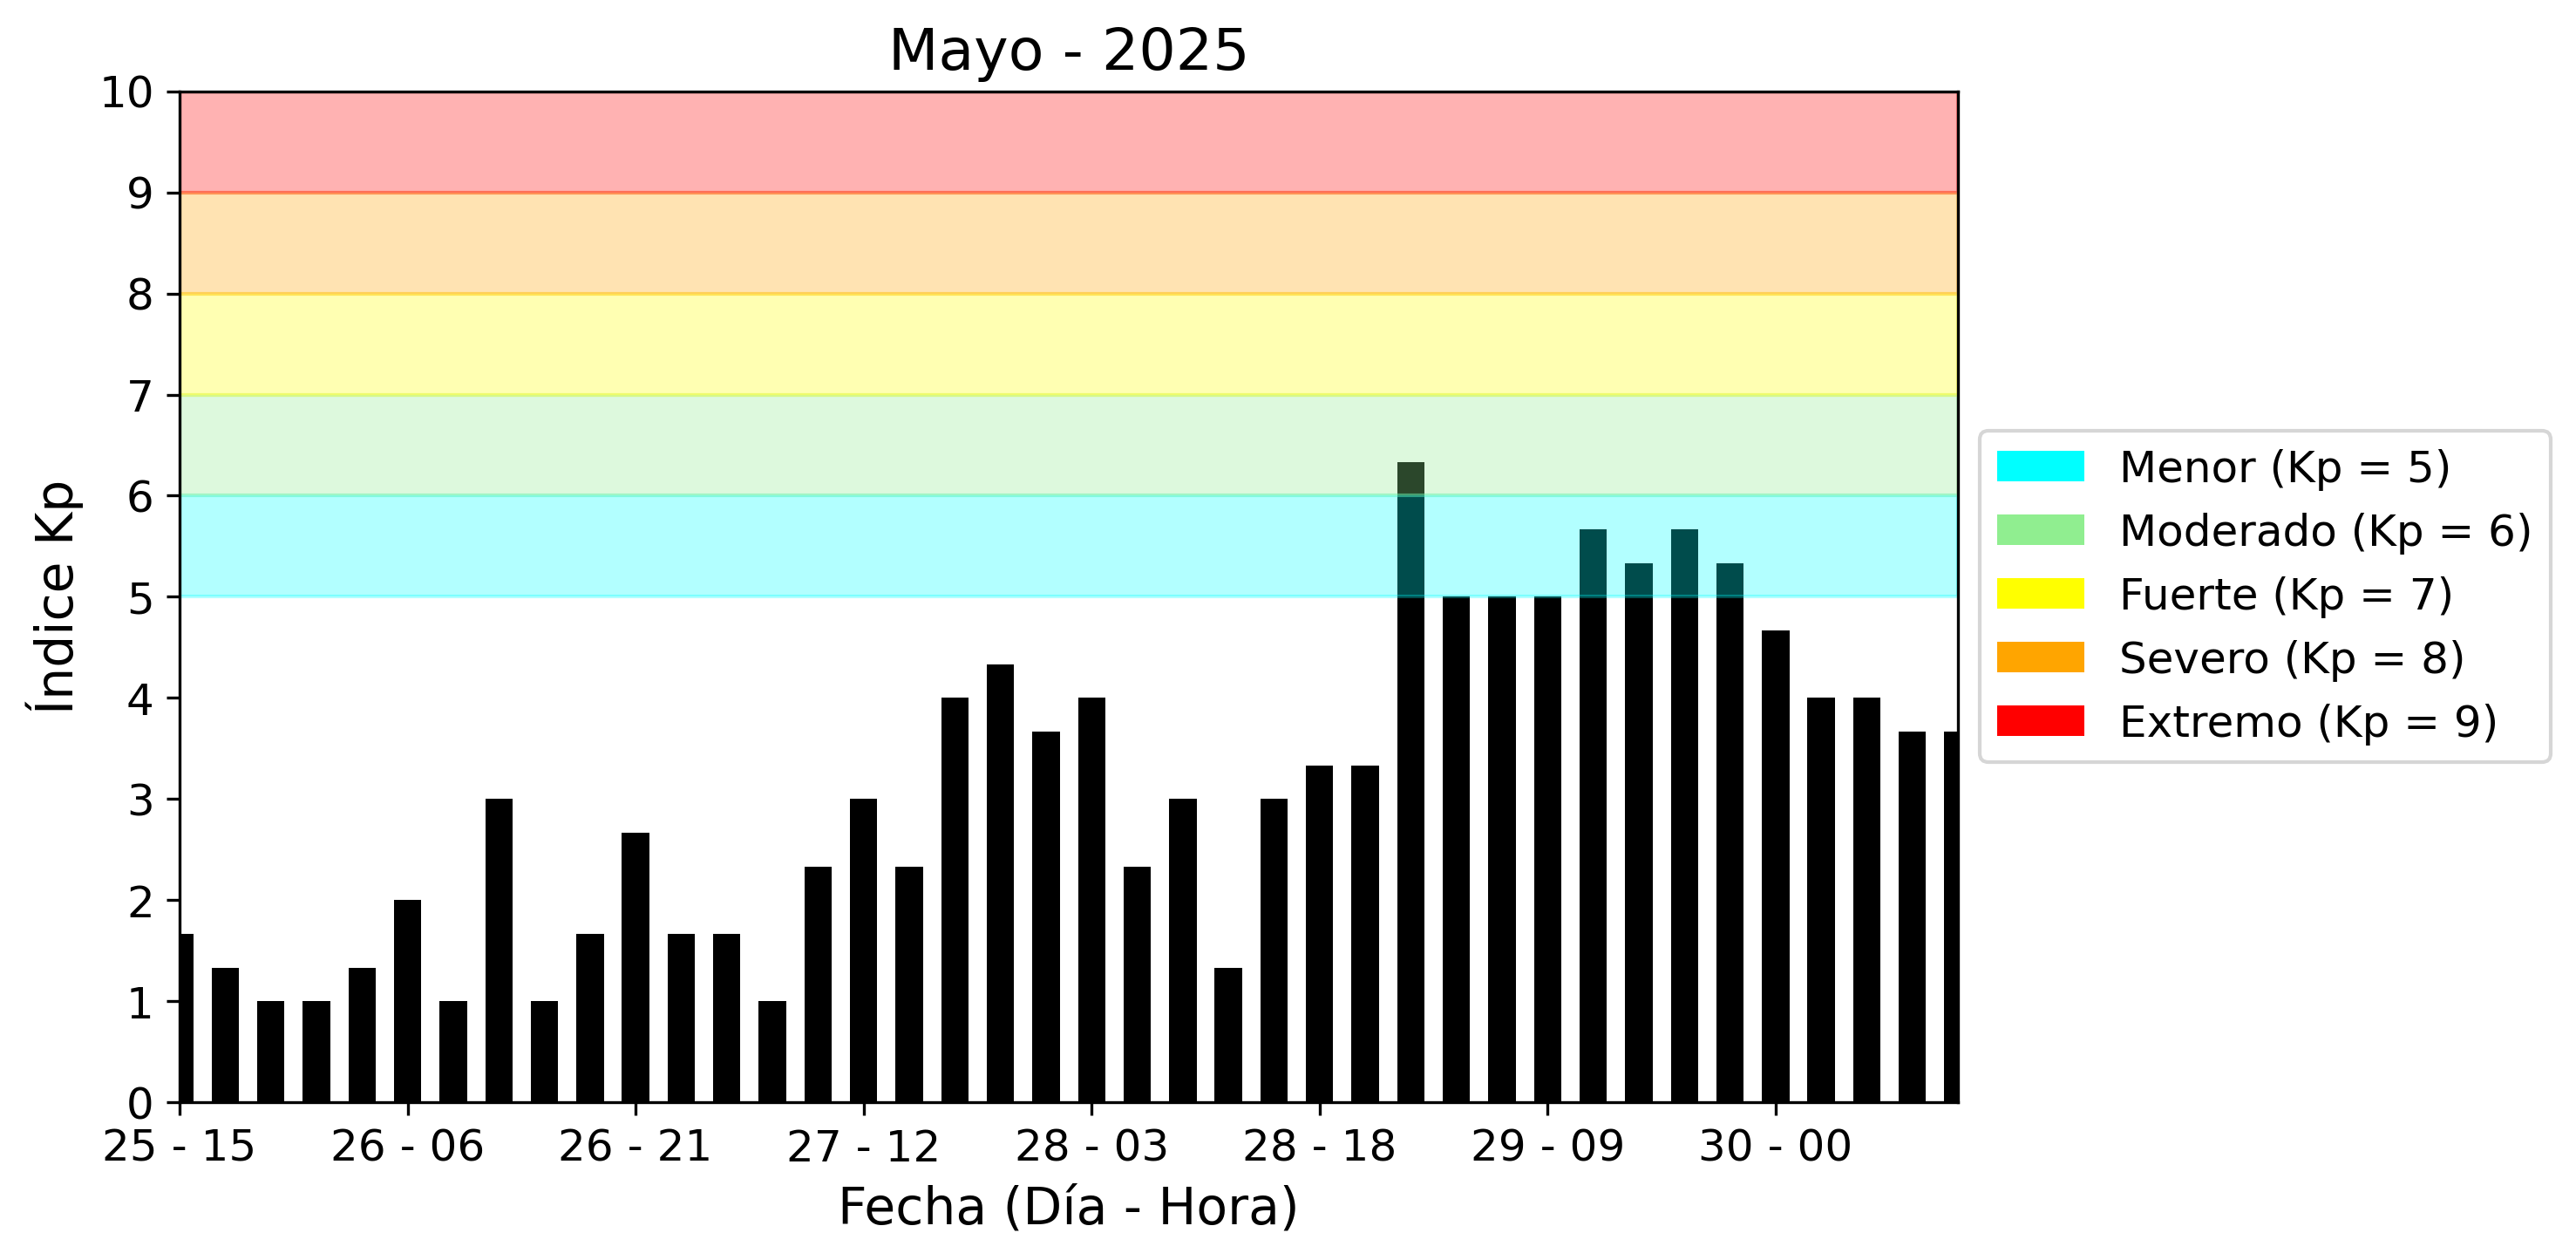 Mayo - 2025
10
9
8
7
6
5
4
3
2
1
0
Índice Kp
25 - 15
26 - 06
26 - 21
27 - 12
28 - 03
28 - 18
29 - 09
30 - 00
Fecha (Día - Hora)
Menor (Kp = 5)
Moderado (Kp = 6)
Fuerte (Kp = 7)
Severo (Kp = 8)
Extremo (Kp = 9)